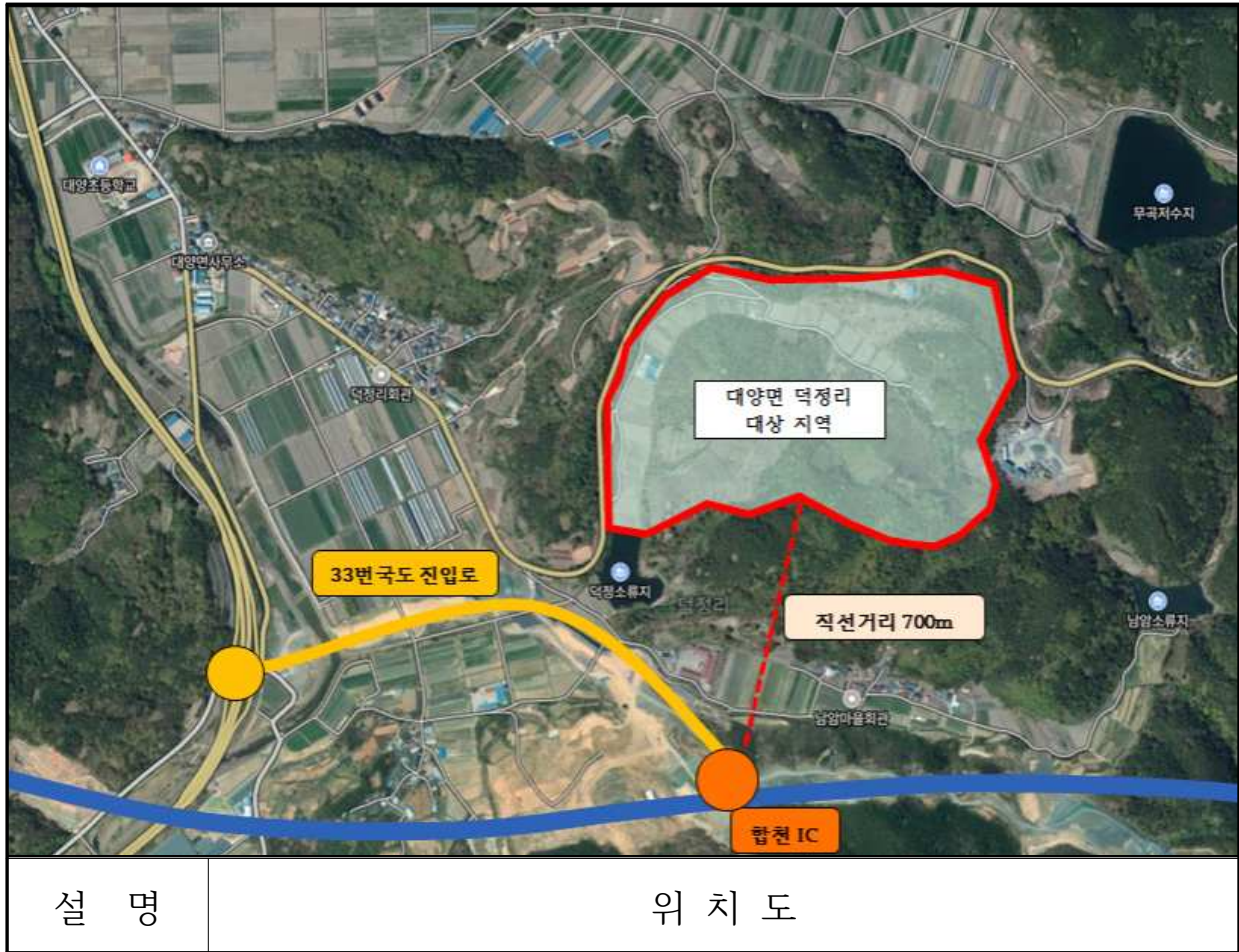 대양초등학교
무곡저수지
대양면사무소
덕정리회관
대양면 덕정리
대상 지역
33번국도 진입로
덕정소류지
덕정리
직선거리 700m
남암소류지
남암마을회관
합천 IC
설 명
위 치 도